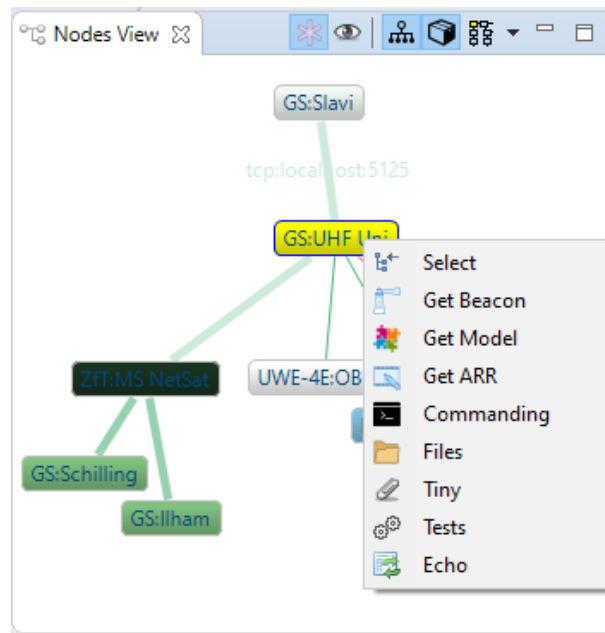 Nodes View
GS:Slavi
tcp:localhost:5125
GS:UHF Uni
ZfT:MS NetSat
UWE-4E:OB
GS:Schilling
GS:Ilham
Select
Get Beacon
Get Model
Get ARR
Commanding
Files
Tiny
Tests
Echo